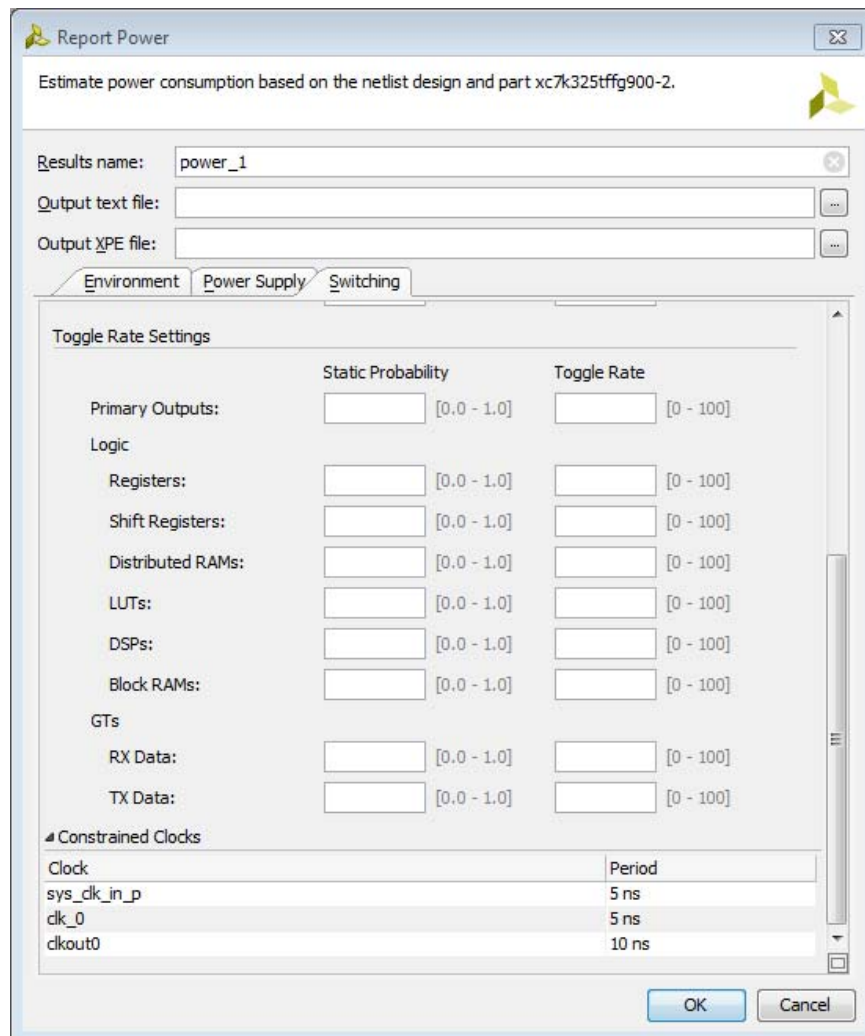 Report Power
Estimate power consumption based on the netlist design and part xc7k325tffg900-2.
Results name: power_1
Output text file: ...
Output XPE file: ...
Environment Power Supply Switching
Toggle Rate Settings
Static Probability Toggle Rate
Primary Outputs: [0.0 - 1.0] [0 - 100]
Logic
Registers: [0.0 - 1.0] [0 - 100]
Shift Registers: [0.0 - 1.0] [0 - 100]
Distributed RAMs: [0.0 - 1.0] [0 - 100]
LUTs: [0.0 - 1.0] [0 - 100]
DSPs: [0.0 - 1.0] [0 - 100]
Block RAMs: [0.0 - 1.0] [0 - 100]
GTs
RX Data: [0.0 - 1.0] [0 - 100]
TX Data: [0.0 - 1.0] [0 - 100]
Constrained Clocks
Clock Period
sys_clk_in_p 5 ns
clk_0 5 ns
clkout0 10 ns
OK Cancel